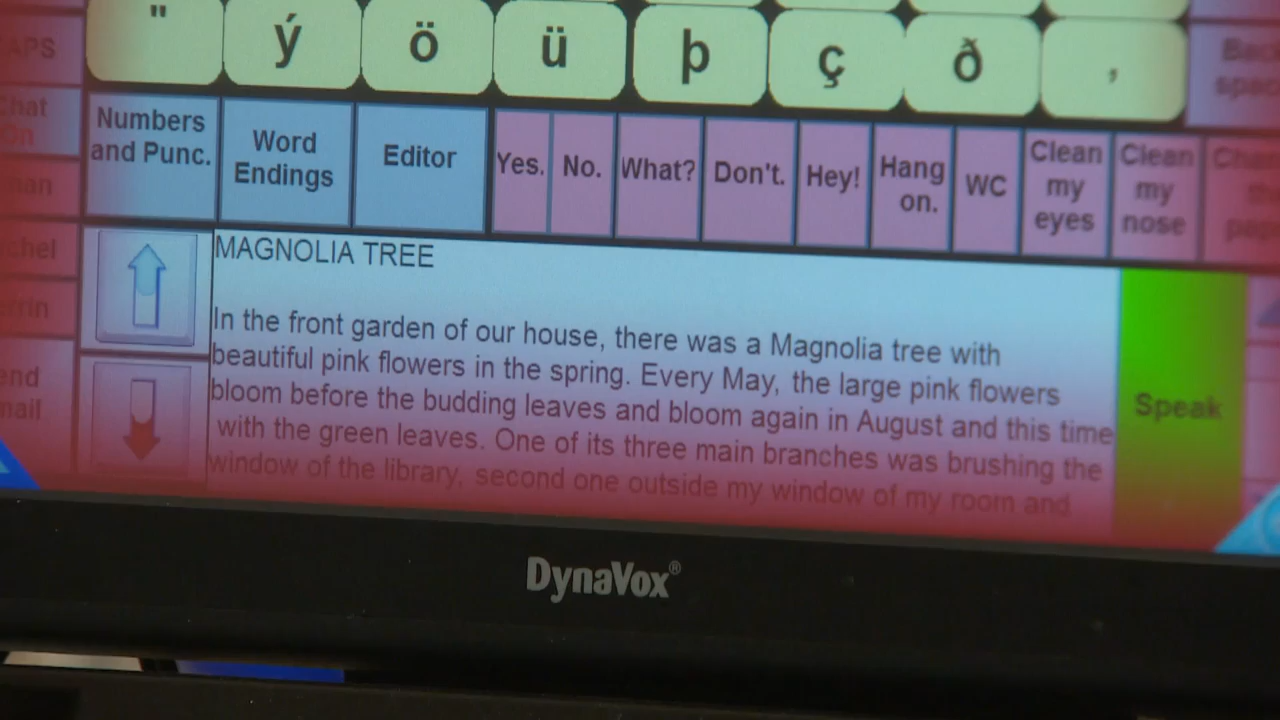 " ý ö ü þ ç ð ,
Numbers and Punc.
Word Endings
Editor
Yes.
No.
What?
Don't.
Hey!
Hang on.
WC
Clean my eyes
Clean my nose
MAGNOLIA TREE
In the front garden of our house, there was a Magnolia tree with
beautiful pink flowers in the spring. Every May, the large pink flowers
bloom before the budding leaves and bloom again in August and this time
with the green leaves. One of its three main branches was brushing the
window of the library, second one outside my window of my room and
Speak
DynaVox®